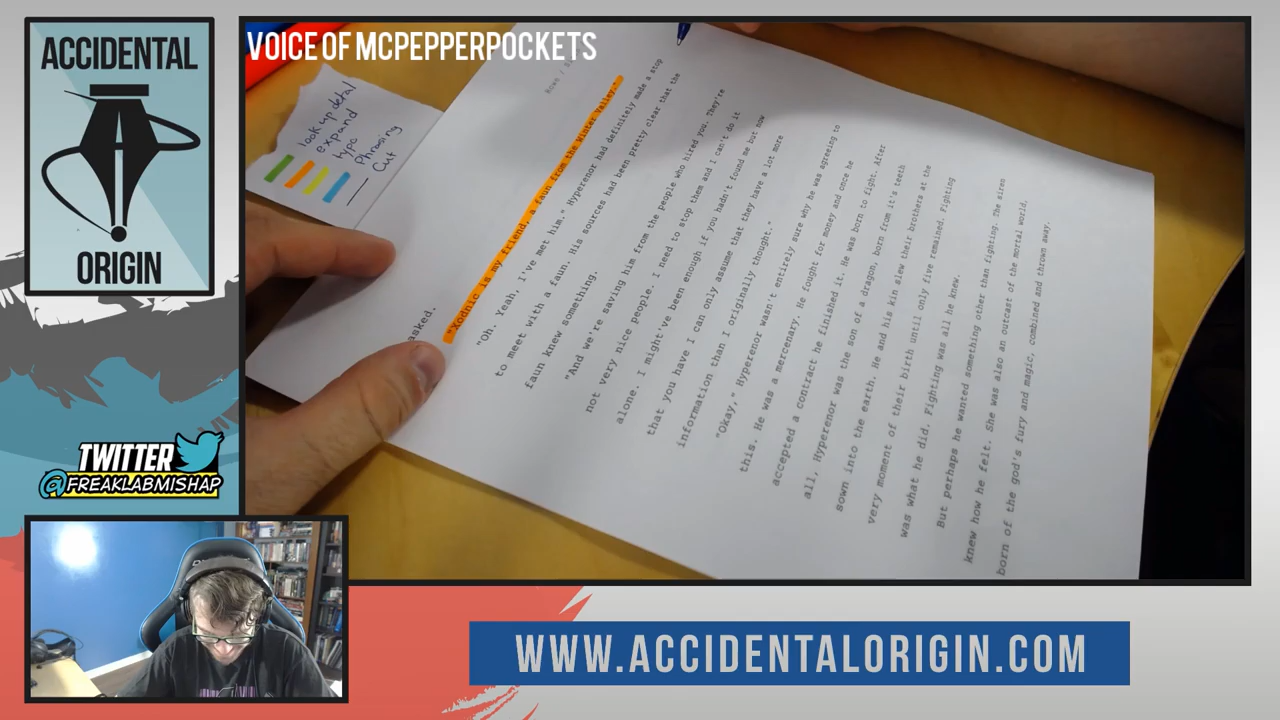 ACCIDENTAL
ORIGIN
VOICE OF MCPEPPERPOCKETS
look up detail
expand
typo
phrasing
cut
asked.
"Xodnic is my friend, a faun from the Winter Valley."
"Oh. Yeah, I've met him." Hyperenor had definitely made a stop
to meet with a faun. His sources had been pretty clear that the
faun knew something.
"And we're saving him from the people who hired you. They're
not very nice people. I need to stop them and I can't do it
alone. I might've been enough if you hadn't found me but now
that you have I can only assume that they have a lot more
information than I originally thought."
"Okay," Hyperenor wasn't entirely sure why he was agreeing to
this. He was a mercenary. He fought for money and once he
accepted a contract he finished it. He was born to fight. After
all, Hyperenor was the son of a dragon, born from it's teeth
sown into the earth. He and his kin slew their brothers at the
very moment of their birth until only five remained. Fighting
was what he did. Fighting was all he knew.
But perhaps he wanted something other than fighting. The siren
knew how he felt. She was also an outcast of the mortal world,
born of the god's fury and magic, combined and thrown away.
TWITTER
@FREAKLABMISHAP
WWW.ACCIDENTALORIGIN.COM